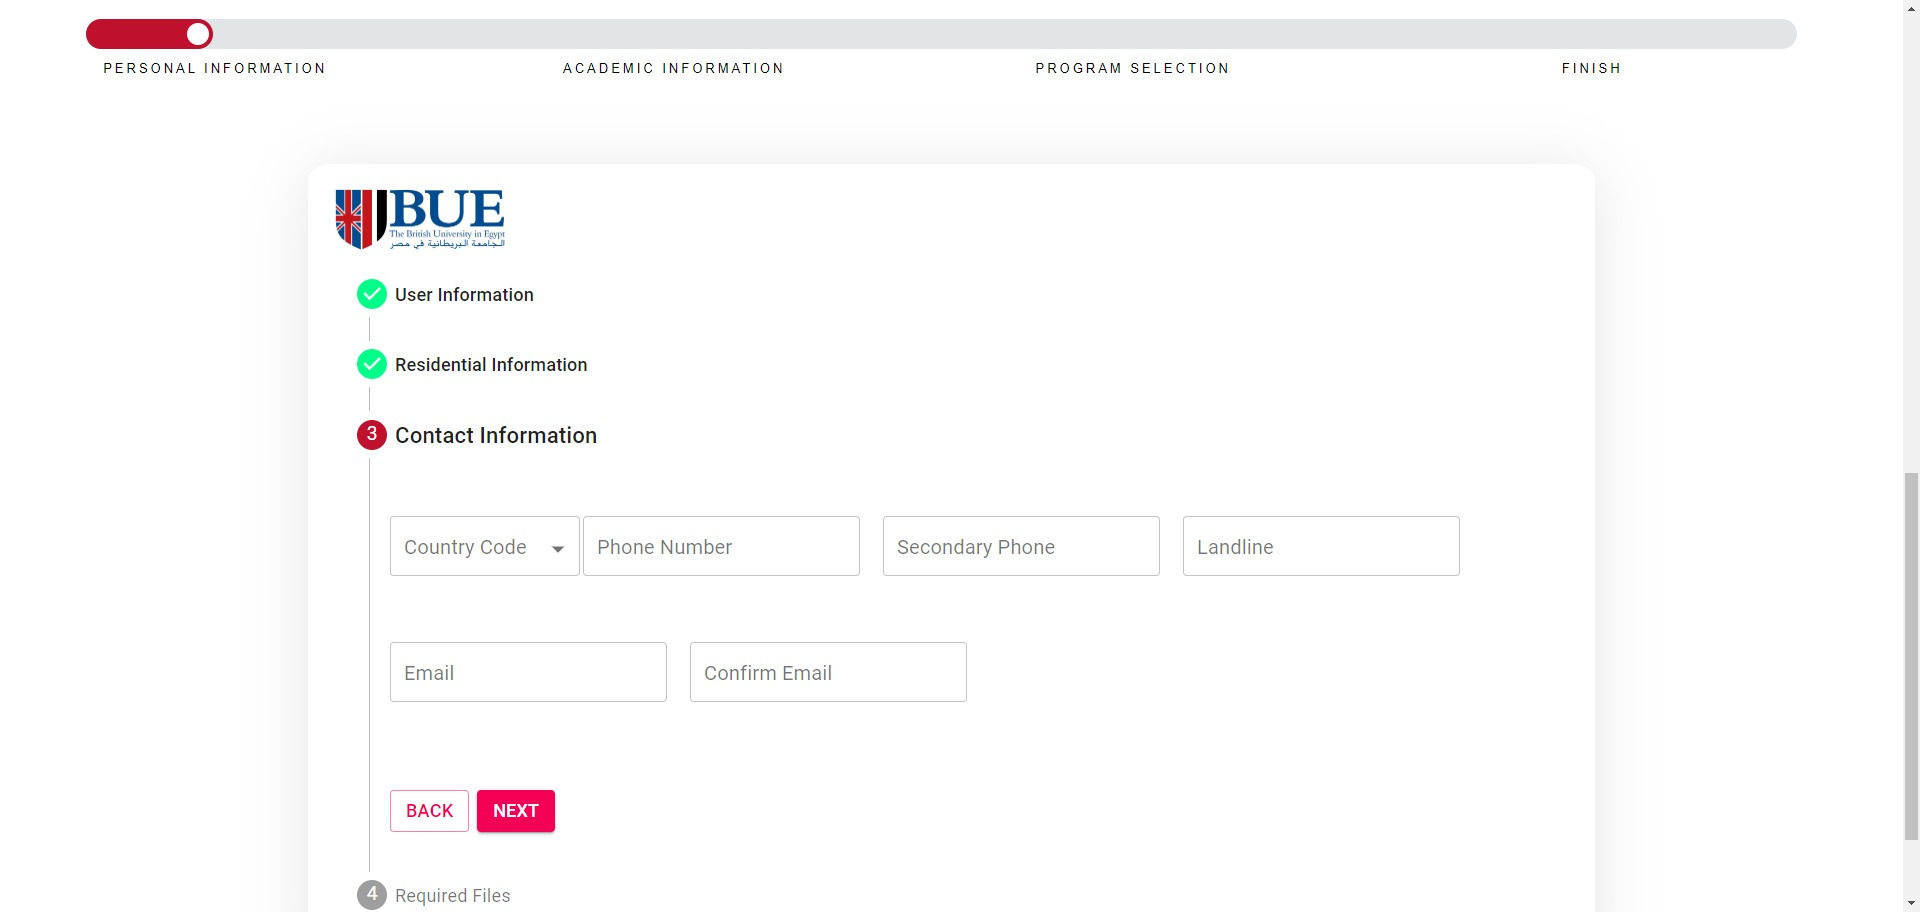 PERSONAL INFORMATION
ACADEMIC INFORMATION
PROGRAM SELECTION
FINISH
BUE
The British University in Egypt
الجامعة البريطانية في مصر
User Information
Residential Information
3 Contact Information
Country Code
Phone Number
Secondary Phone
Landline
Email
Confirm Email
BACK
NEXT
4 Required Files